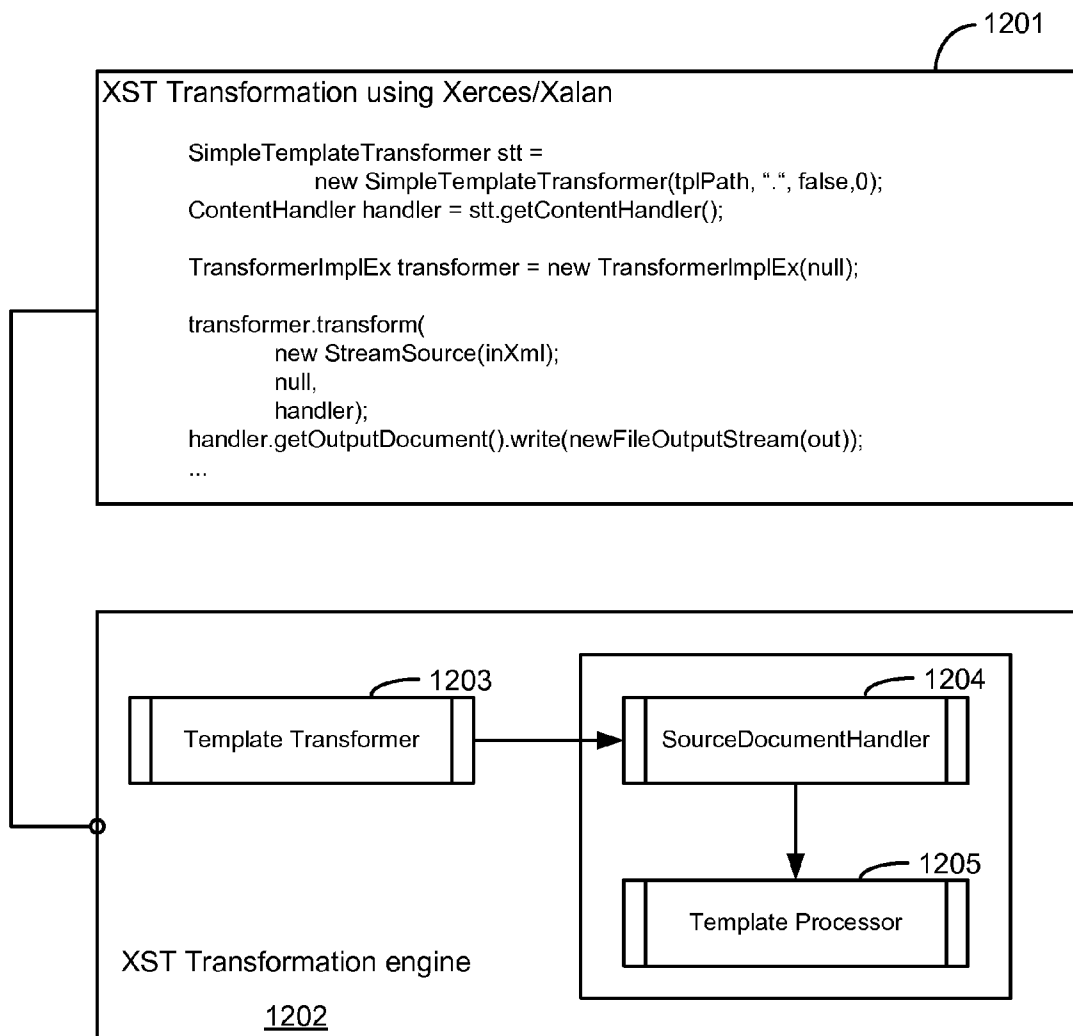 1201
XST Transformation using Xerces/Xalan
SimpleTemplateTransformer stt =
new SimpleTemplateTransformer(tplPath, “.“, false,0);
ContentHandler handler = stt.getContentHandler();
TransformerImplEx transformer = new TransformerImplEx(null);
transformer.transform(
new StreamSource(inXml);
null,
handler);
handler.getOutputDocument().write(newFileOutputStream(out));
...
1203
1204
Template Transformer
SourceDocumentHandler
1205
Template Processor
XST Transformation engine
1202